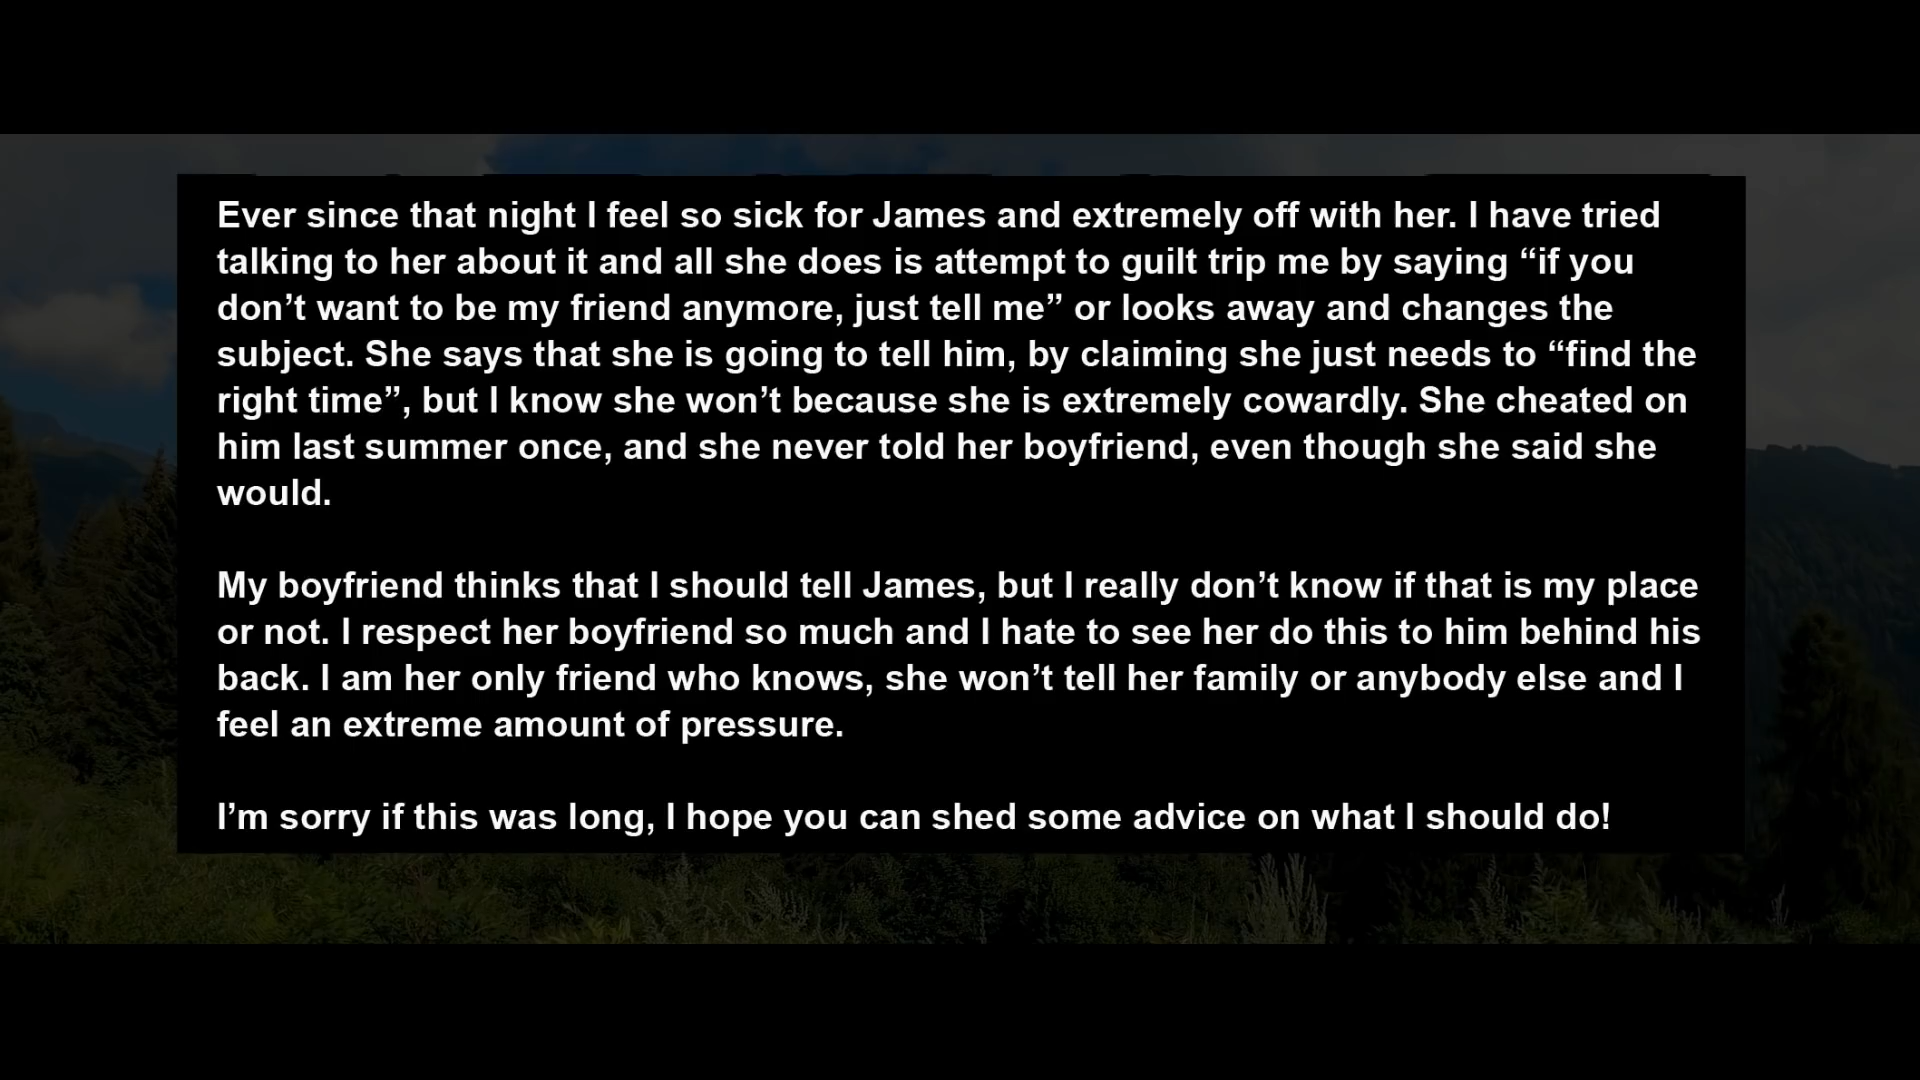 Ever since that night I feel so sick for James and extremely off with her. I have tried
talking to her about it and all she does is attempt to guilt trip me by saying “if you
don’t want to be my friend anymore, just tell me” or looks away and changes the
subject. She says that she is going to tell him, by claiming she just needs to “find the
right time”, but I know she won’t because she is extremely cowardly. She cheated on
him last summer once, and she never told her boyfriend, even though she said she
would.
My boyfriend thinks that I should tell James, but I really don’t know if that is my place
or not. I respect her boyfriend so much and I hate to see her do this to him behind his
back. I am her only friend who knows, she won’t tell her family or anybody else and I
feel an extreme amount of pressure.
I’m sorry if this was long, I hope you can shed some advice on what I should do!